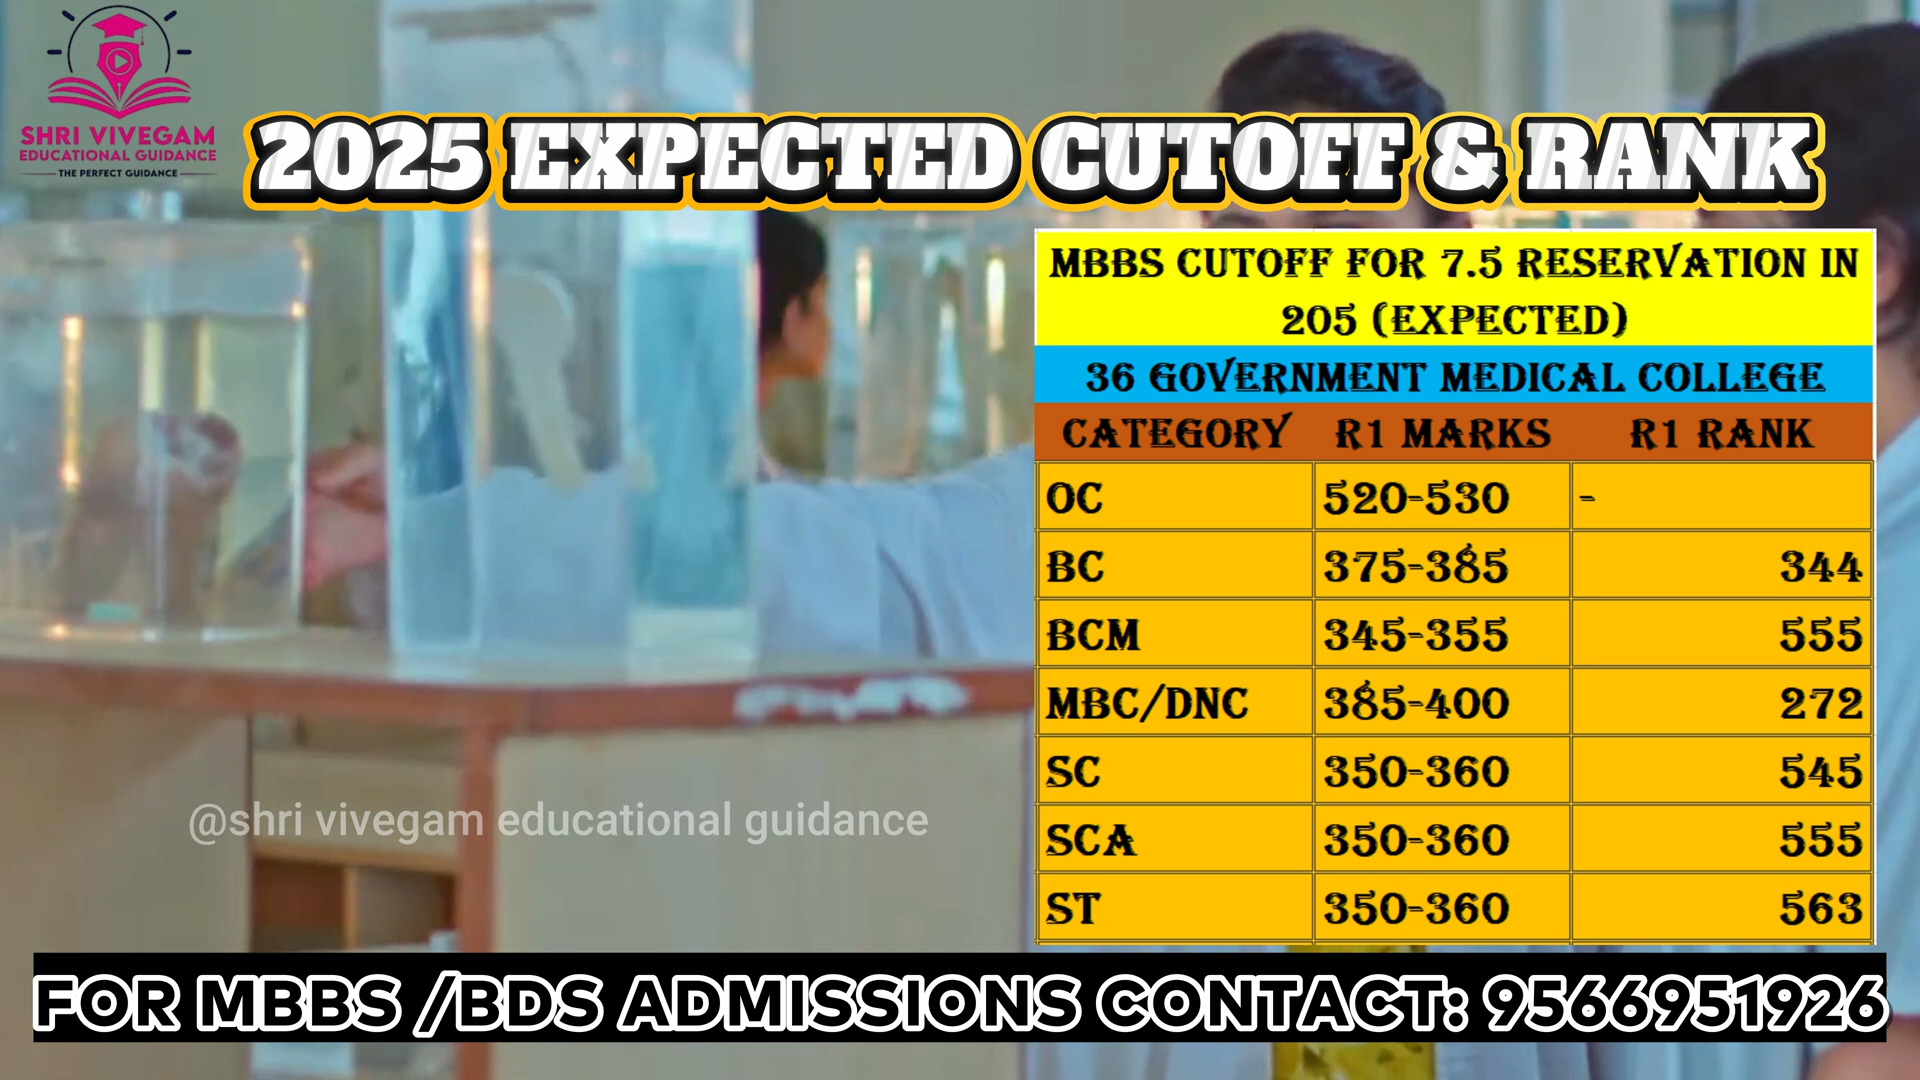 SHRI VIVEGAM
EDUCATIONAL GUIDANCE
THE PERFECT GUIDANCE
2025 EXPECTED CUTOFF & RANK
MBBS CUTOFF FOR 7.5 RESERVATION IN
205 (EXPECTED)
36 GOVERNMENT MEDICAL COLLEGE
CATEGORY R1 MARKS R1 RANK
OC 520-530 -
BC 375-385 344
BCM 345-355 555
MBC/DNC 385-400 272
SC 350-360 545
SCA 350-360 555
ST 350-360 563
@shri vivegam educational guidance
FOR MBBS /BDS ADMISSIONS CONTACT: 9566951926